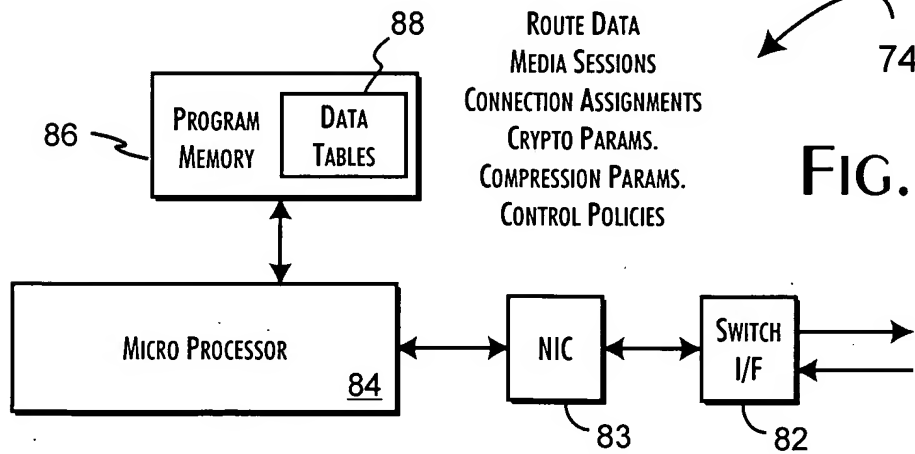 88
ROUTE DATA
MEDIA SESSIONS
CONNECTION ASSIGNMENTS
CRYPTO PARAMS.
COMPRESSION PARAMS.
CONTROL POLICIES
74
FIG.
86
PROGRAM
MEMORY
DATA
TABLES
MICRO PROCESSOR
84
NIC
83
SWITCH
I/F
82